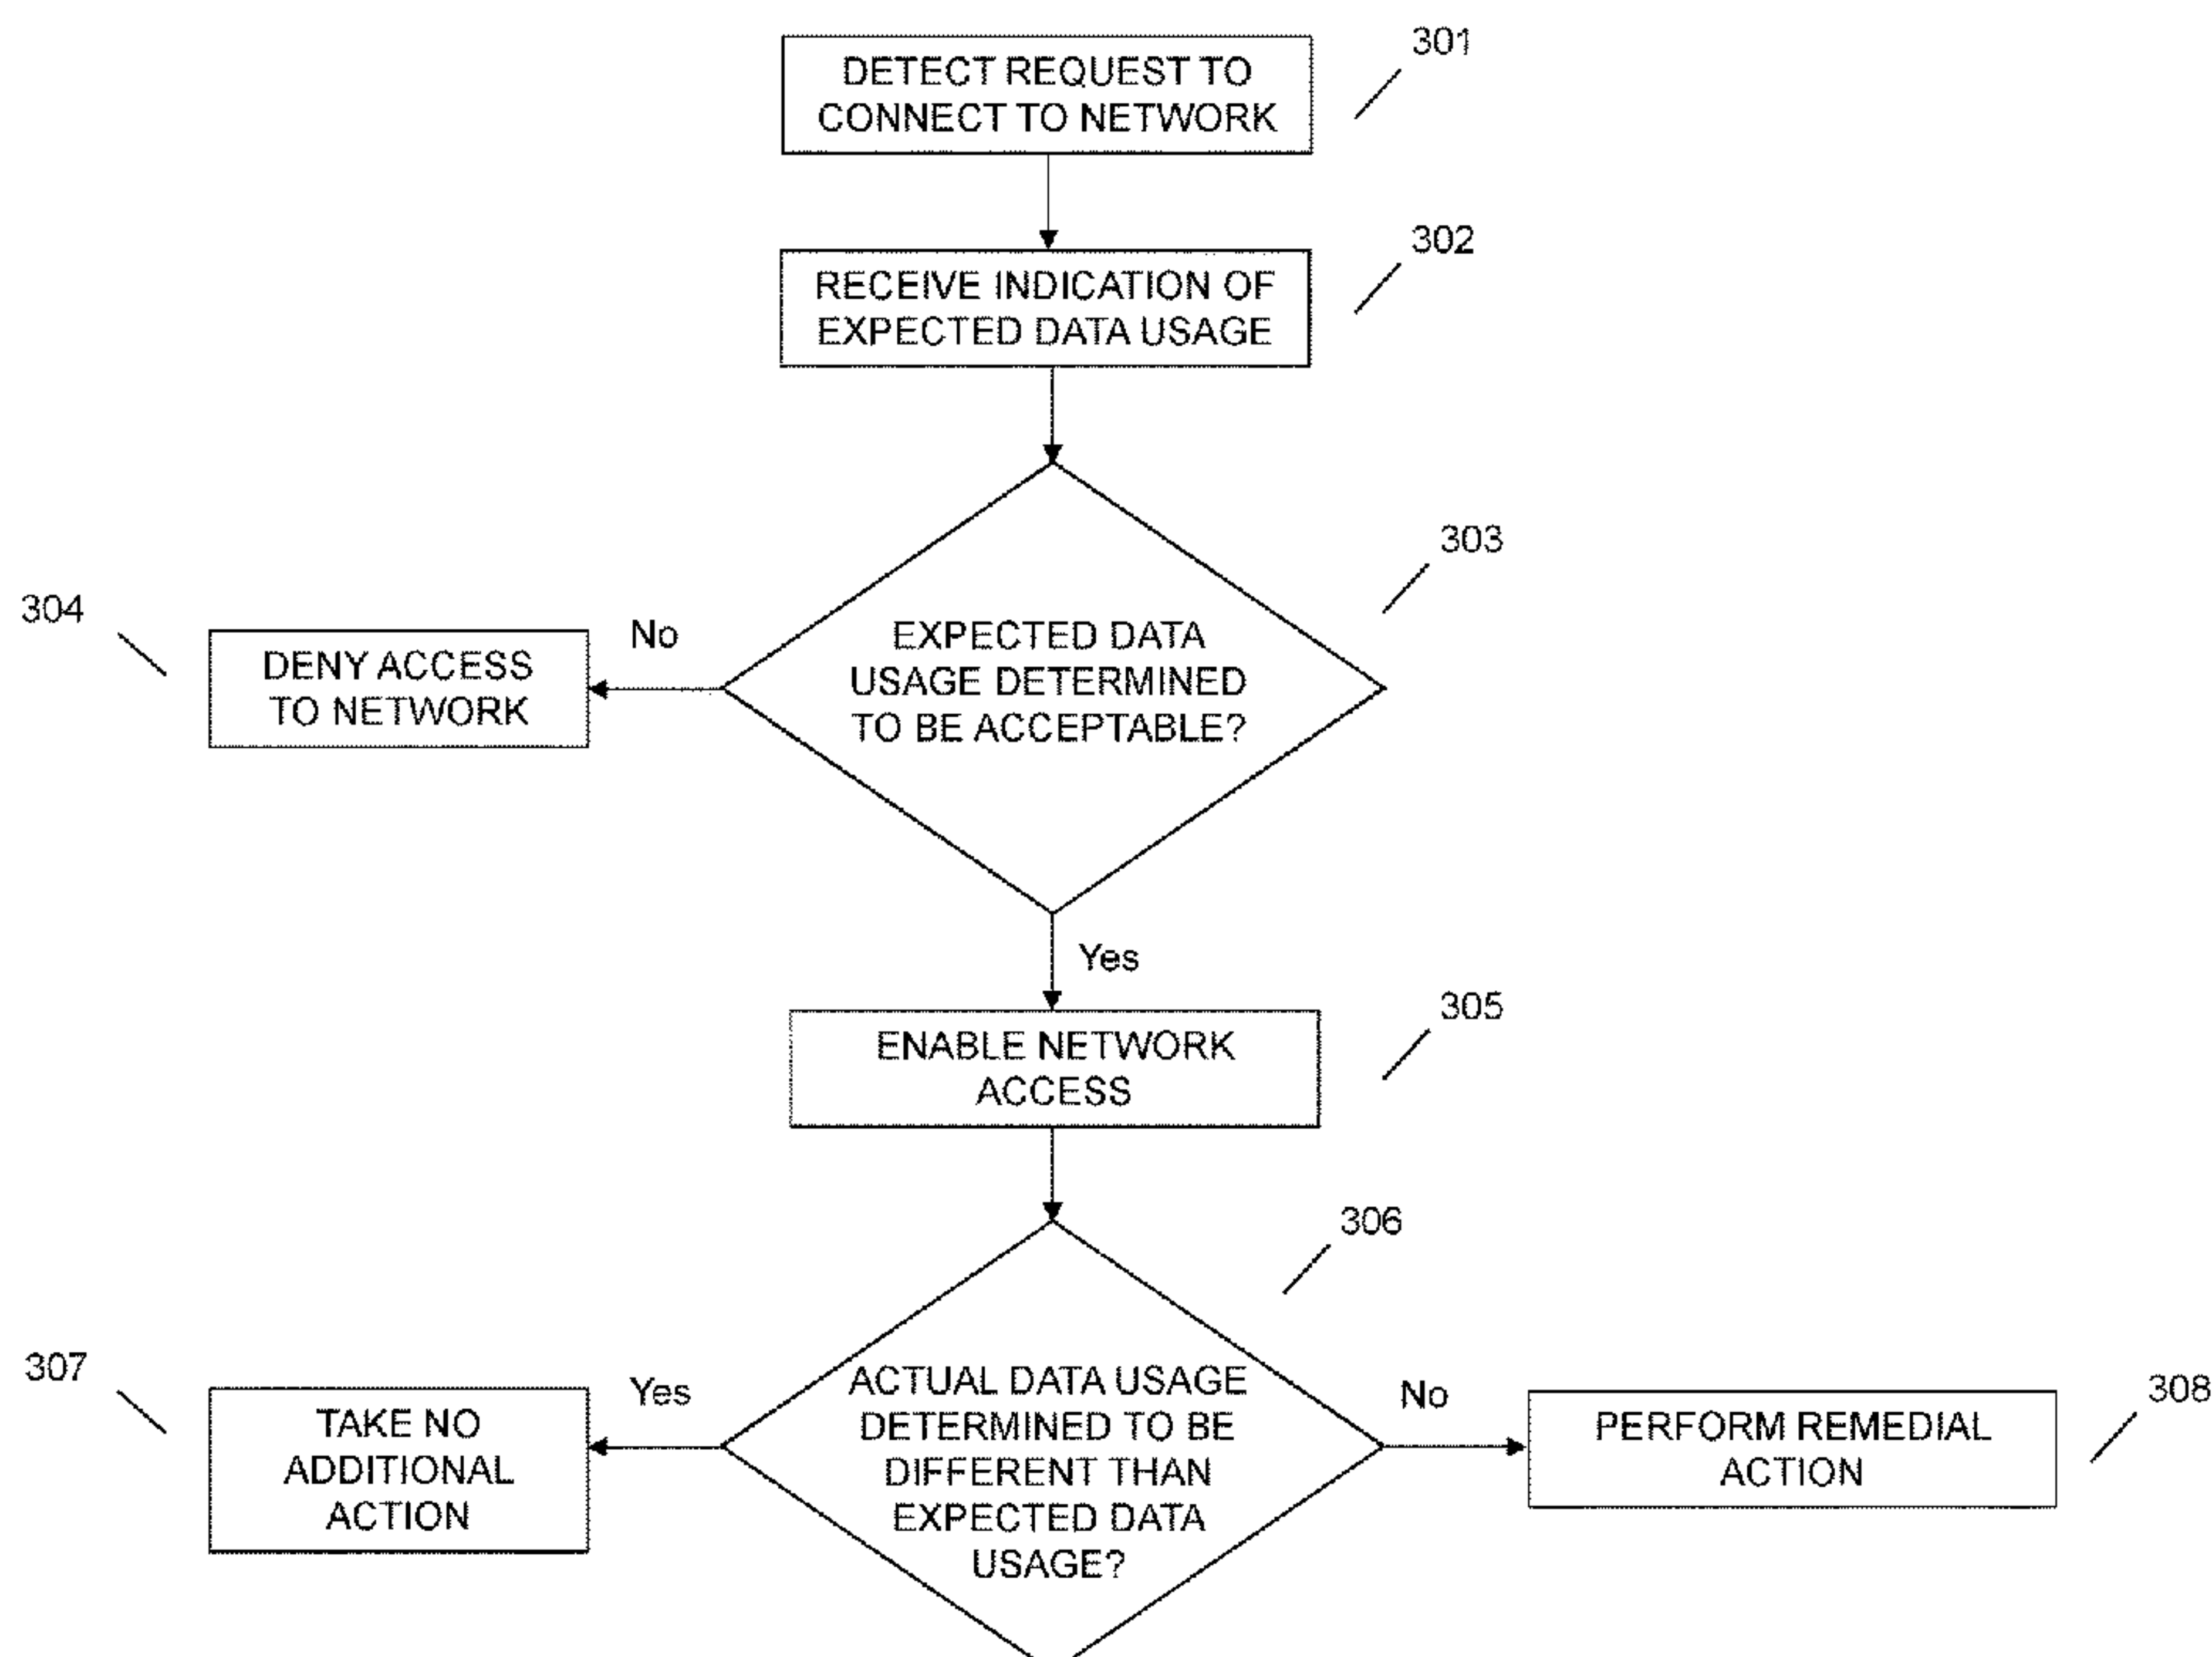 DETECT REQUEST TO
CONNECT TO NETWORK
301
RECEIVE INDICATION OF
EXPECTED DATA USAGE
302
EXPECTED DATA
USAGE DETERMINED
TO BE ACCEPTABLE?
303
No
304
DENY ACCESS
TO NETWORK
Yes
ENABLE NETWORK
ACCESS
305
306
ACTUAL DATA USAGE
DETERMINED TO BE
DIFFERENT THAN
EXPECTED DATA
USAGE?
Yes
307
TAKE NO
ADDITIONAL
ACTION
No
PERFORM REMEDIAL
ACTION
308